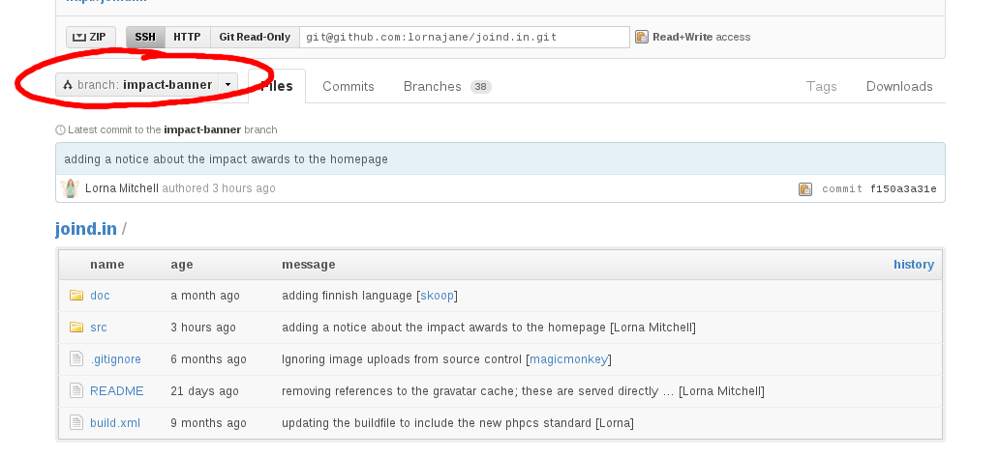 ZIP SSH HTTP Git Read-Only git@github.com:lornajane/joind.in.git Read+Write access
branch: impact-banner Files Commits Branches 38 Tags Downloads
Latest commit to the impact-banner branch
adding a notice about the impact awards to the homepage
Lorna Mitchell authored 3 hours ago commit f150a3a31e
joind.in /
name age message history
doc a month ago adding finnish language [skoop]
src 3 hours ago adding a notice about the impact awards to the homepage [Lorna Mitchell]
.gitignore 6 months ago Ignoring image uploads from source control [magicmonkey]
README 21 days ago removing references to the gravatar cache; these are served directly … [Lorna Mitchell]
build.xml 9 months ago updating the buildfile to include the new phpcs standard [Lorna]